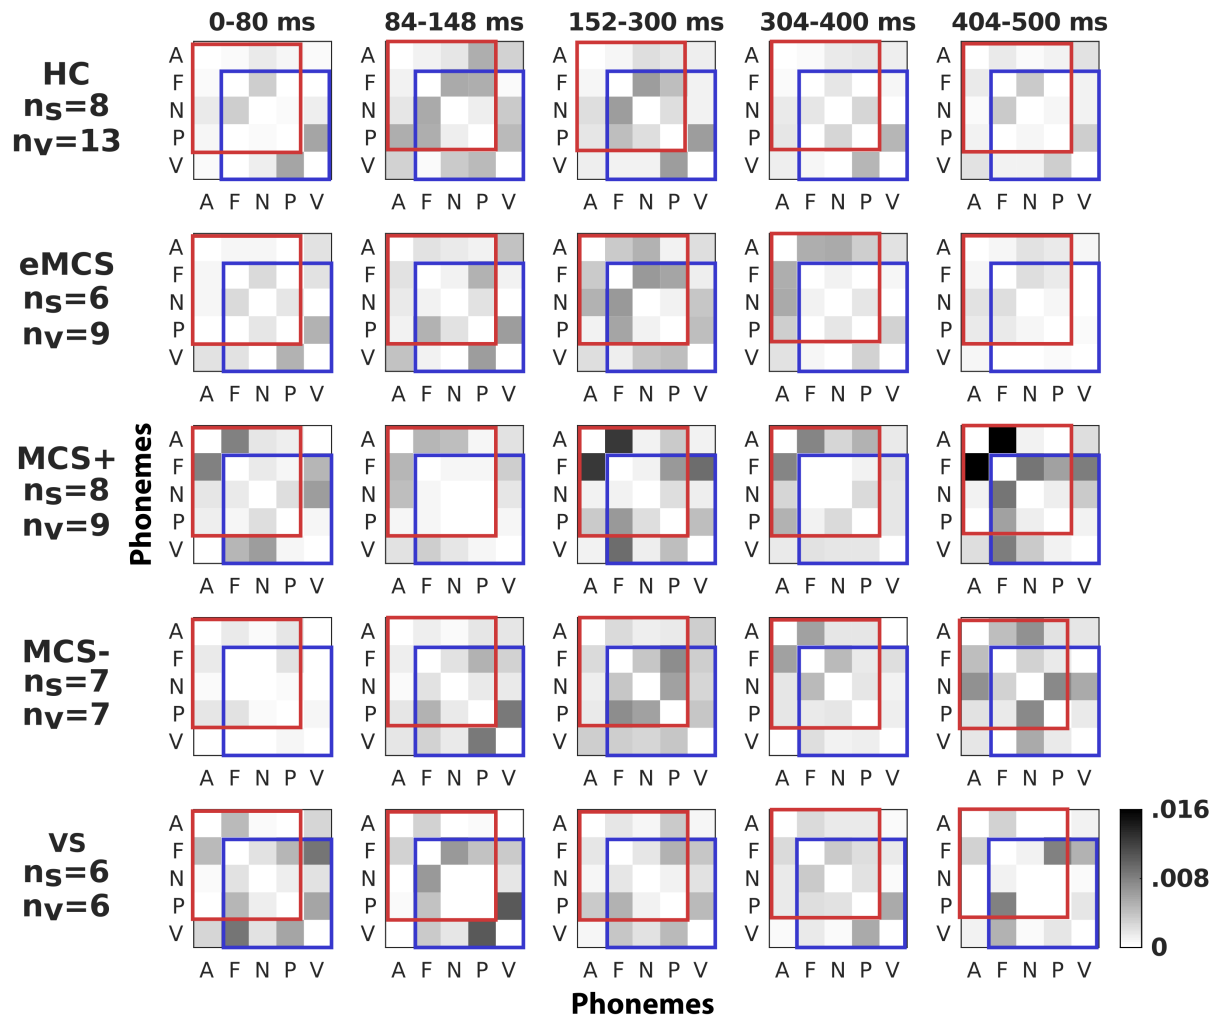 0-80 ms 84-148 ms 152-300 ms 304-400 ms 404-500 ms
HC
ns=8
nv=13
A A A A A
F F F F F
N N N N N
P P P P P
V V V V V
A F N P V A F N P V A F N P V A F N P V A F N P V
eMCS
ns=6
nv=9
A A A A A
F F F F F
N N N N N
P P P P P
V V V V V
A F N P V A F N P V A F N P V A F N P V A F N P V
Phonemes
MCS+
ns=8
nv=9
A A A A A
F F F F F
N N N N N
P P P P P
V V V V V
A F N P V A F N P V A F N P V A F N P V A F N P V
MCS-
ns=7
nv=7
A A A A A
F F F F F
N N N N N
P P P P P
V V V V V
A F N P V A F N P V A F N P V A F N P V A F N P V
VS
ns=6
nv=6
A A A A A
F F F F F
N N N N N
P P P P P
V V V V V
A F N P V A F N P V A F N P V A F N P V A F N P V
.016
.008
0
Phonemes